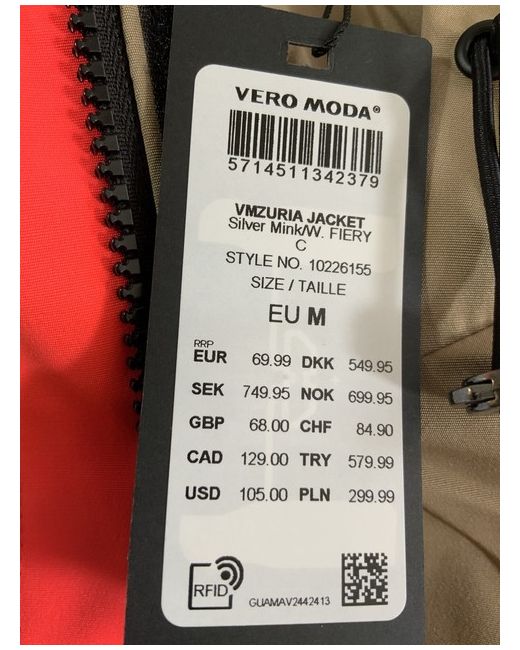 VERO MODA®
5714511342379
VMZURIA JACKET
Silver Mink/W. FIERY
C
STYLE NO. 10226155
SIZE / TAILLE
EU M
RRP
EUR 69.99 DKK 549.95
SEK 749.95 NOK 699.95
GBP 68.00 CHF 84.90
CAD 129.00 TRY 579.99
USD 105.00 PLN 299.99
RFID
GUAMAV2442413